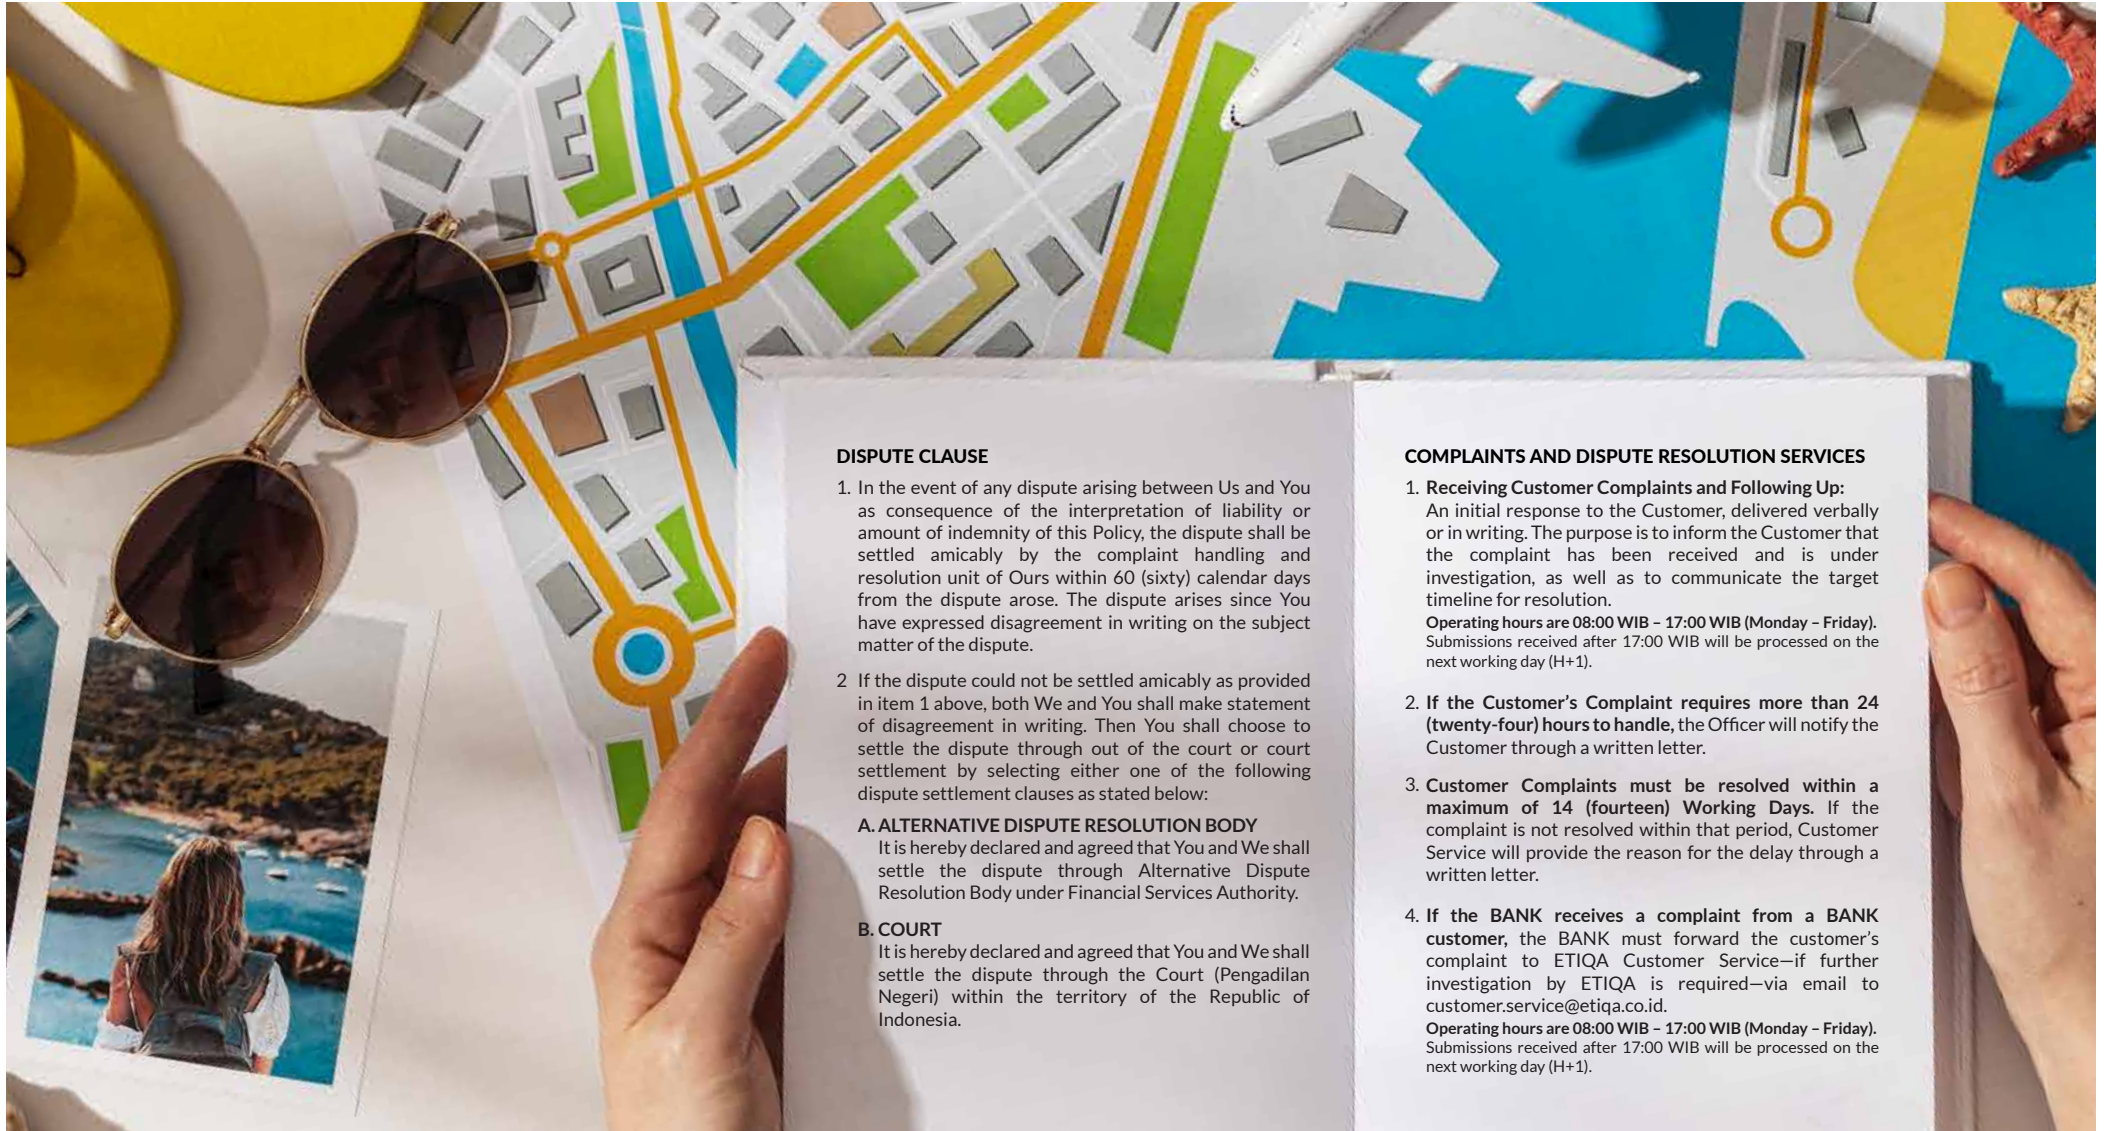 DISPUTE CLAUSE
1. In the event of any dispute arising between Us and You
as consequence of the interpretation of liability or
amount of indemnity of this Policy, the dispute shall be
settled amicably by the complaint handling and
resolution unit of Ours within 60 (sixty) calendar days
from the dispute arose. The dispute arises since You
have expressed disagreement in writing on the subject
matter of the dispute.
2 If the dispute could not be settled amicably as provided
in item 1 above, both We and You shall make statement
of disagreement in writing. Then You shall choose to
settle the dispute through out of the court or court
settlement by selecting either one of the following
dispute settlement clauses as stated below:
A. ALTERNATIVE DISPUTE RESOLUTION BODY
It is hereby declared and agreed that You and We shall
settle the dispute through Alternative Dispute
Resolution Body under Financial Services Authority.
B. COURT
It is hereby declared and agreed that You and We shall
settle the dispute through the Court (Pengadilan
Negeri) within the territory of the Republic of
Indonesia.
COMPLAINTS AND DISPUTE RESOLUTION SERVICES
1. Receiving Customer Complaints and Following Up:
An initial response to the Customer, delivered verbally
or in writing. The purpose is to inform the Customer that
the complaint has been received and is under
investigation, as well as to communicate the target
timeline for resolution.
Operating hours are 08:00 WIB – 17:00 WIB (Monday – Friday).
Submissions received after 17:00 WIB will be processed on the
next working day (H+1).
2. If the Customer’s Complaint requires more than 24
(twenty-four) hours to handle, the Officer will notify the
Customer through a written letter.
3. Customer Complaints must be resolved within a
maximum of 14 (fourteen) Working Days. If the
complaint is not resolved within that period, Customer
Service will provide the reason for the delay through a
written letter.
4. If the BANK receives a complaint from a BANK
customer, the BANK must forward the customer’s
complaint to ETIQA Customer Service—if further
investigation by ETIQA is required—via email to
customer.service@etiqa.co.id.
Operating hours are 08:00 WIB – 17:00 WIB (Monday – Friday).
Submissions received after 17:00 WIB will be processed on the
next working day (H+1).